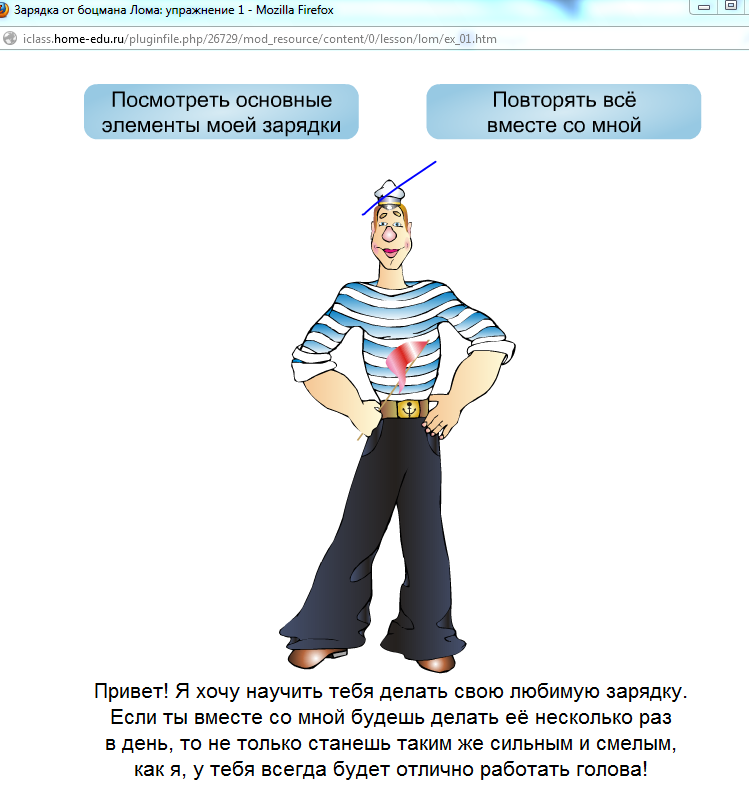 Зарядка от боцмана Лома: упражнение 1 - Mozilla Firefox
iclass.home-edu.ru/pluginfile.php/26729/mod_resource/content/0/lesson/lom/ex_01.htm
Посмотреть основные
элементы моей зарядки
Повторять всё
вместе со мной
Привет! Я хочу научить тебя делать свою любимую зарядку.
Если ты вместе со мной будешь делать её несколько раз
в день, то не только станешь таким же сильным и смелым,
как я, у тебя всегда будет отлично работать голова!